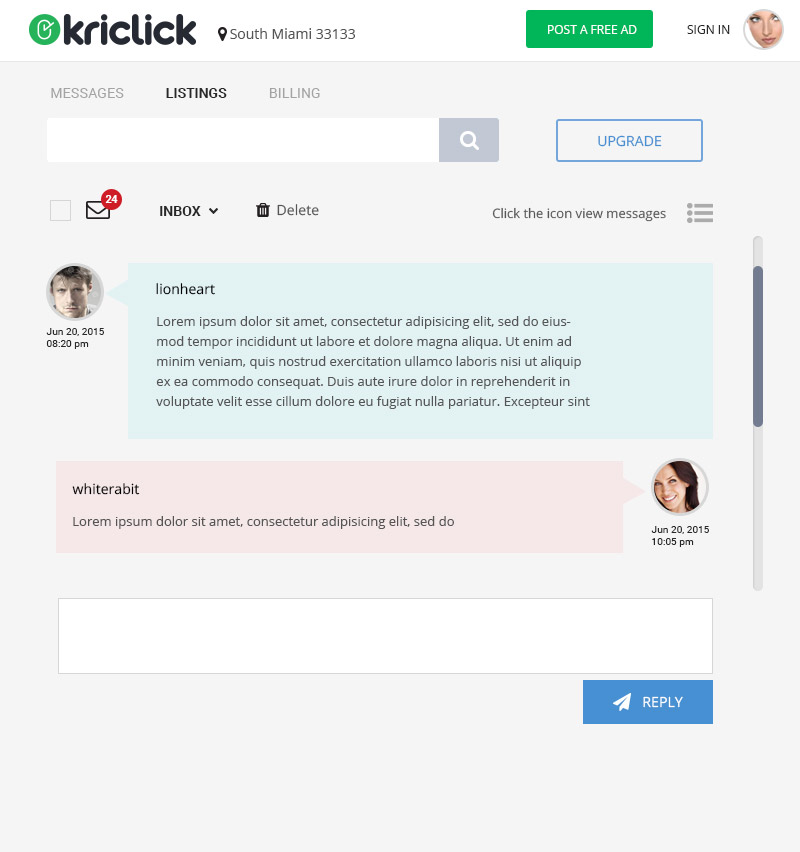 kriclick
South Miami 33133
POST A FREE AD
SIGN IN
MESSAGES
LISTINGS
BILLING
UPGRADE
24
INBOX
Delete
Click the icon view messages
lionheart
Lorem ipsum dolor sit amet, consectetur adipisicing elit, sed do eius-
mod tempor incididunt ut labore et dolore magna aliqua. Ut enim ad
minim veniam, quis nostrud exercitation ullamco laboris nisi ut aliquip
ex ea commodo consequat. Duis aute irure dolor in reprehenderit in
voluptate velit esse cillum dolore eu fugiat nulla pariatur. Excepteur sint
Jun 20, 2015
08:20 pm
whiterabit
Lorem ipsum dolor sit amet, consectetur adipisicing elit, sed do
Jun 20, 2015
10:05 pm
REPLY